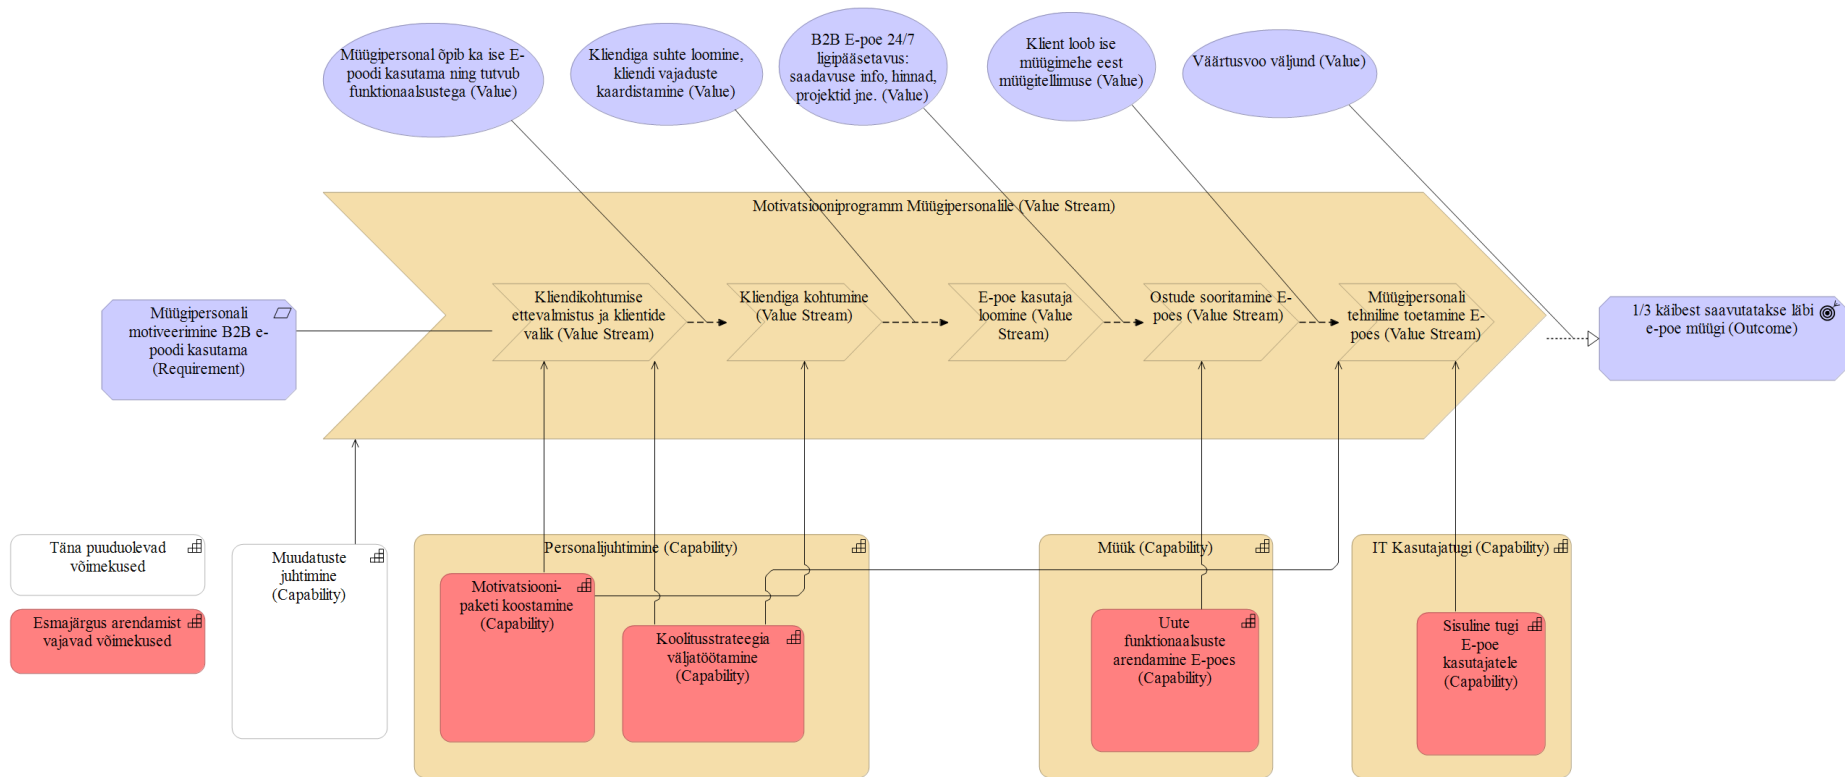 Müügipersonal õpib ka ise E-
poodi kasutama ning tutvub
funktionaalsustega (Value)
Kliendiga suhte loomine,
kliendi vajaduste
kaardistamine (Value)
B2B E-poe 24/7
ligipääsetavus:
saadavuse info, hinnad,
projektid jne. (Value)
Klient loob ise
müügimehe eest
müügitellimuse (Value)
Väärtusvoo väljund (Value)
Motivatsiooniprogramm Müügipersonalile (Value Stream)
Müügipersonali
motiveerimine B2B e-
poodi kasutama
(Requirement)
Kliendikohtumise
ettevalmistus ja klientide
valik (Value Stream)
Kliendiga kohtumine
(Value Stream)
E-poe kasutaja
loomine (Value
Stream)
Ostude sooritamine E-
poes (Value Stream)
Müügipersonali
tehniline toetamine E-
poes (Value Stream)
1/3 käibest saavutatakse läbi
e-poe müügi (Outcome)
Täna puuduolevad
võimekused
Esmajärgus arendamist
vajavad võimekused
Muudatuste
juhtimine
(Capability)
Personalijuhtimine (Capability)
Motivatsiooni-
paketi koostamine
(Capability)
Koolitusstrateegia
väljatöötamine
(Capability)
Müük (Capability)
Uute
funktionaalsuste
arendamine E-poes
(Capability)
IT Kasutajatugi (Capability)
Sisuline tugi
E-poe
kasutajatele
(Capability)